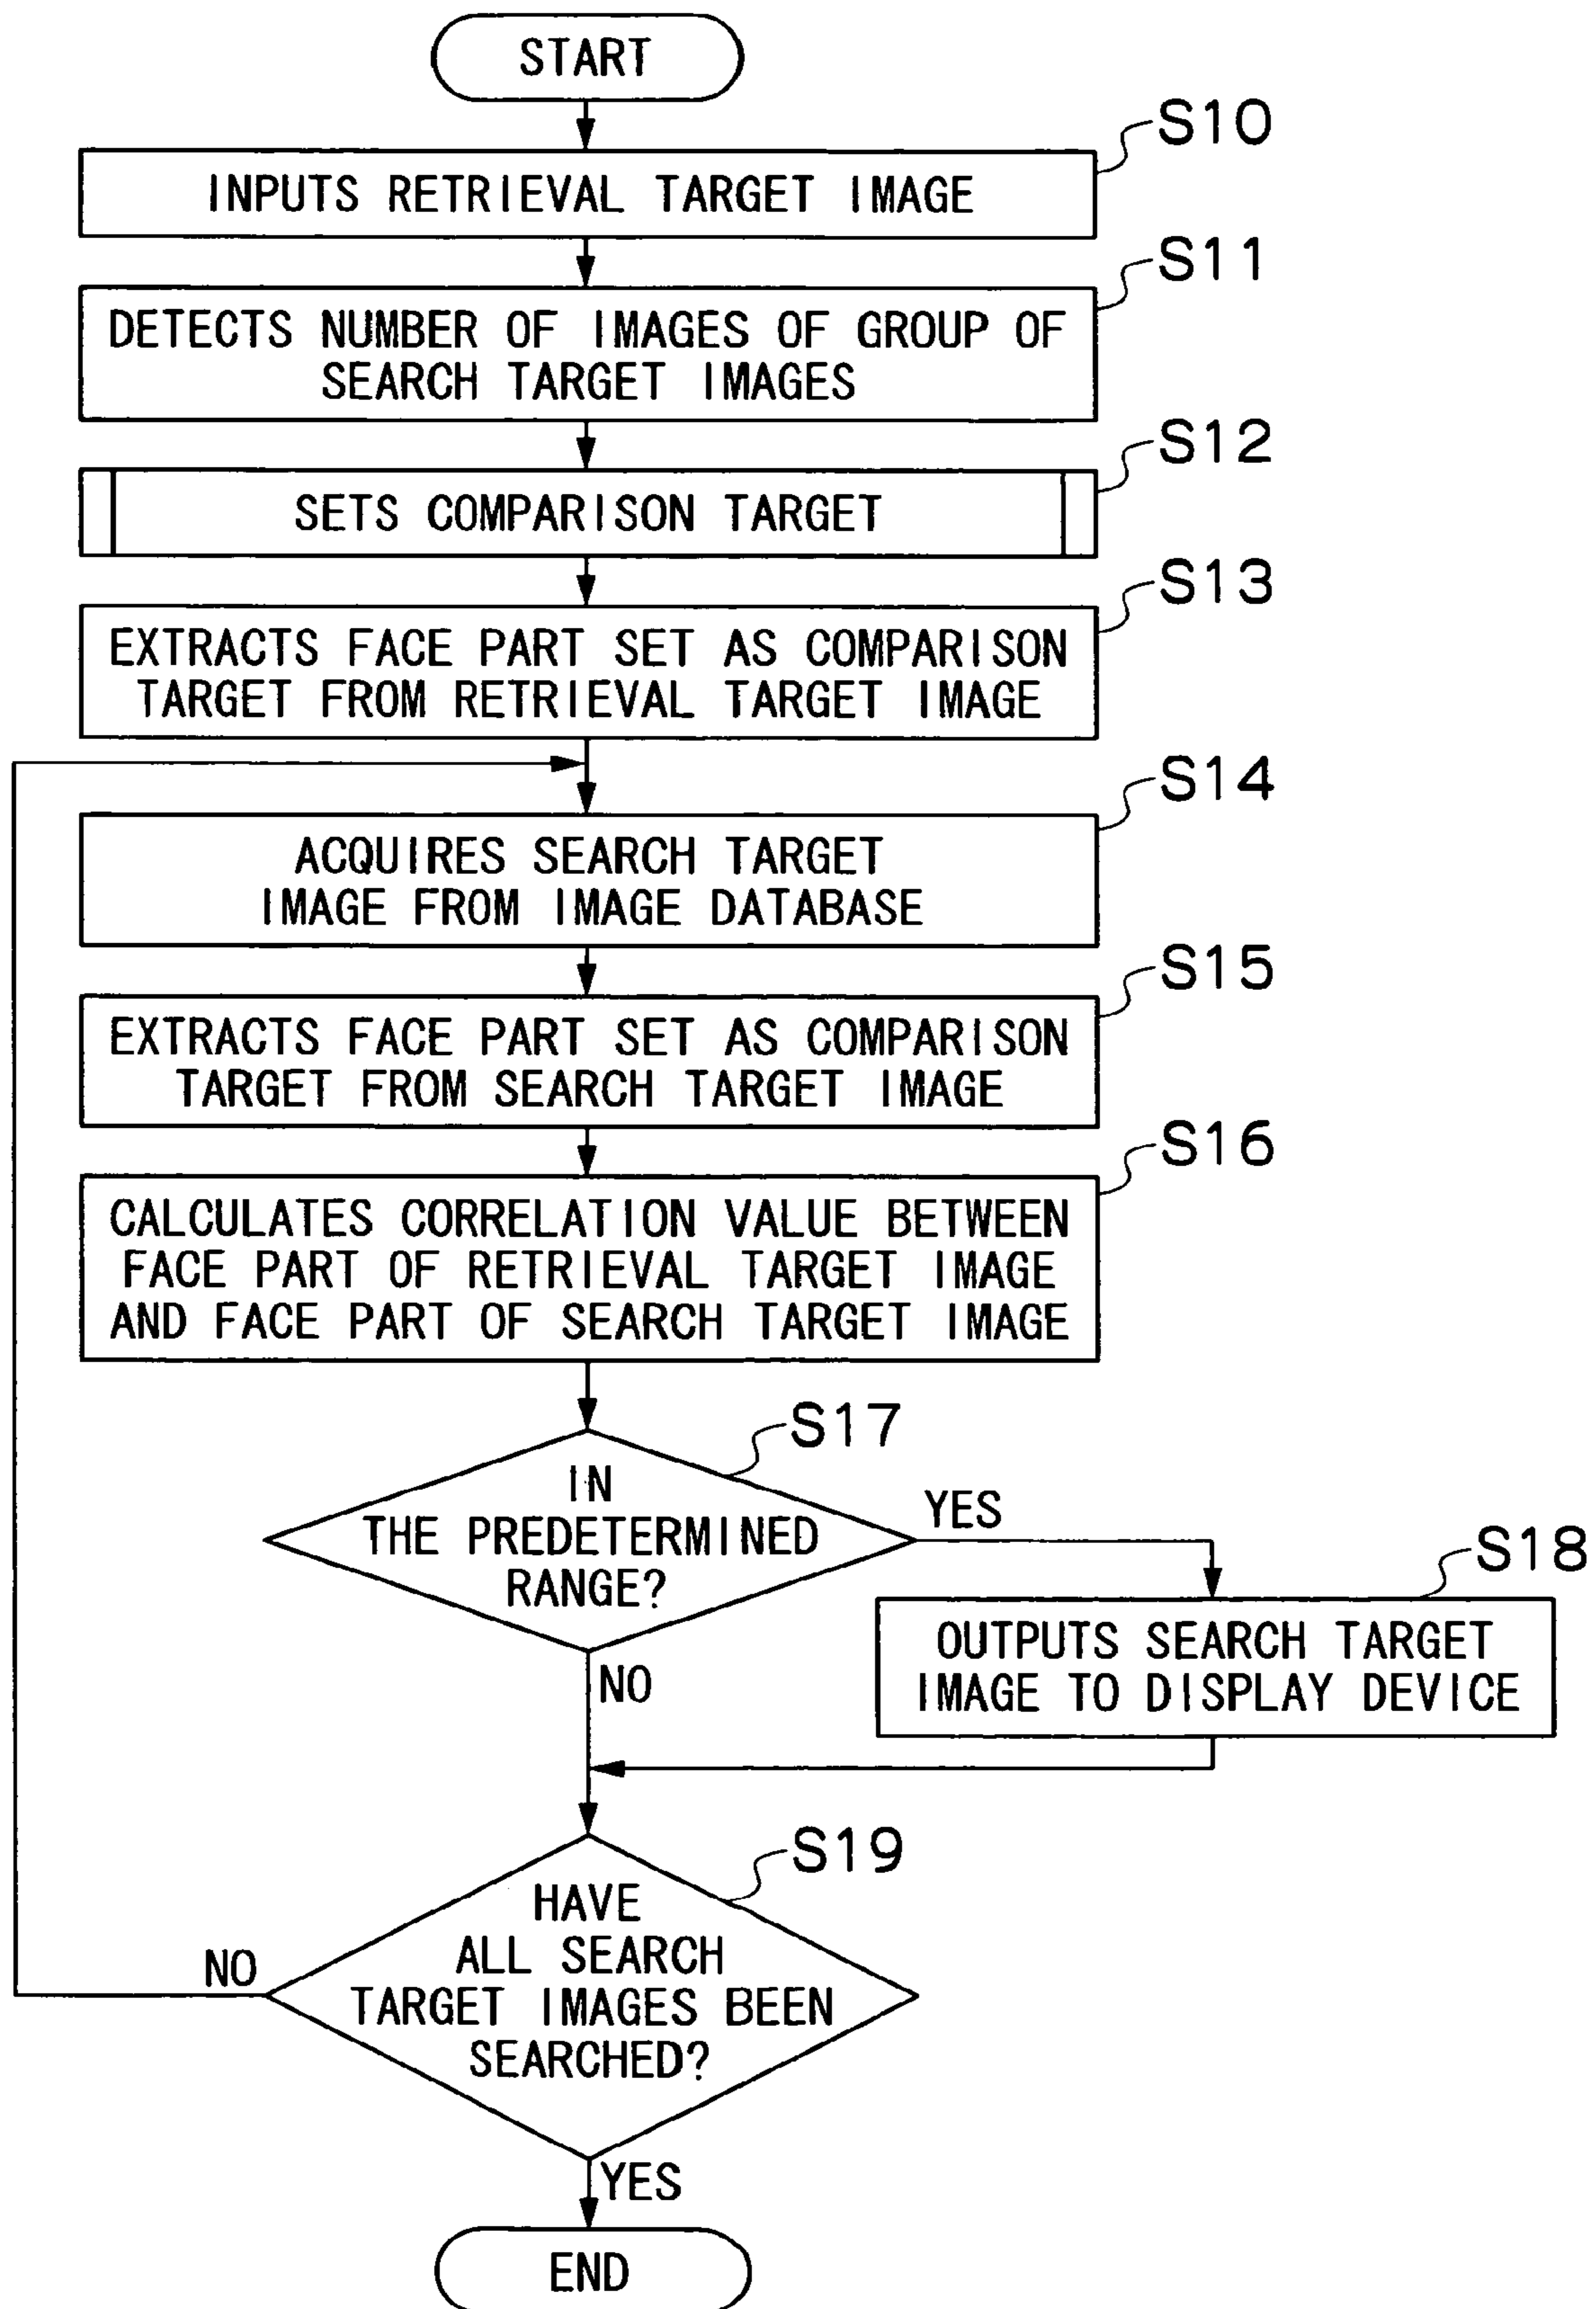 START
S10
INPUTS RETRIEVAL TARGET IMAGE
S11
DETECTS NUMBER OF IMAGES OF GROUP OF
SEARCH TARGET IMAGES
S12
SETS COMPARISON TARGET
S13
EXTRACTS FACE PART SET AS COMPARISON
TARGET FROM RETRIEVAL TARGET IMAGE
S14
ACQUIRES SEARCH TARGET
IMAGE FROM IMAGE DATABASE
S15
EXTRACTS FACE PART SET AS COMPARISON
TARGET FROM SEARCH TARGET IMAGE
S16
CALCULATES CORRELATION VALUE BETWEEN
FACE PART OF RETRIEVAL TARGET IMAGE
AND FACE PART OF SEARCH TARGET IMAGE
S17
IN
THE PREDETERMINED
RANGE?
YES
S18
OUTPUTS SEARCH TARGET
IMAGE TO DISPLAY DEVICE
NO
S19
HAVE
ALL SEARCH
TARGET IMAGES BEEN
SEARCHED?
NO
YES
END